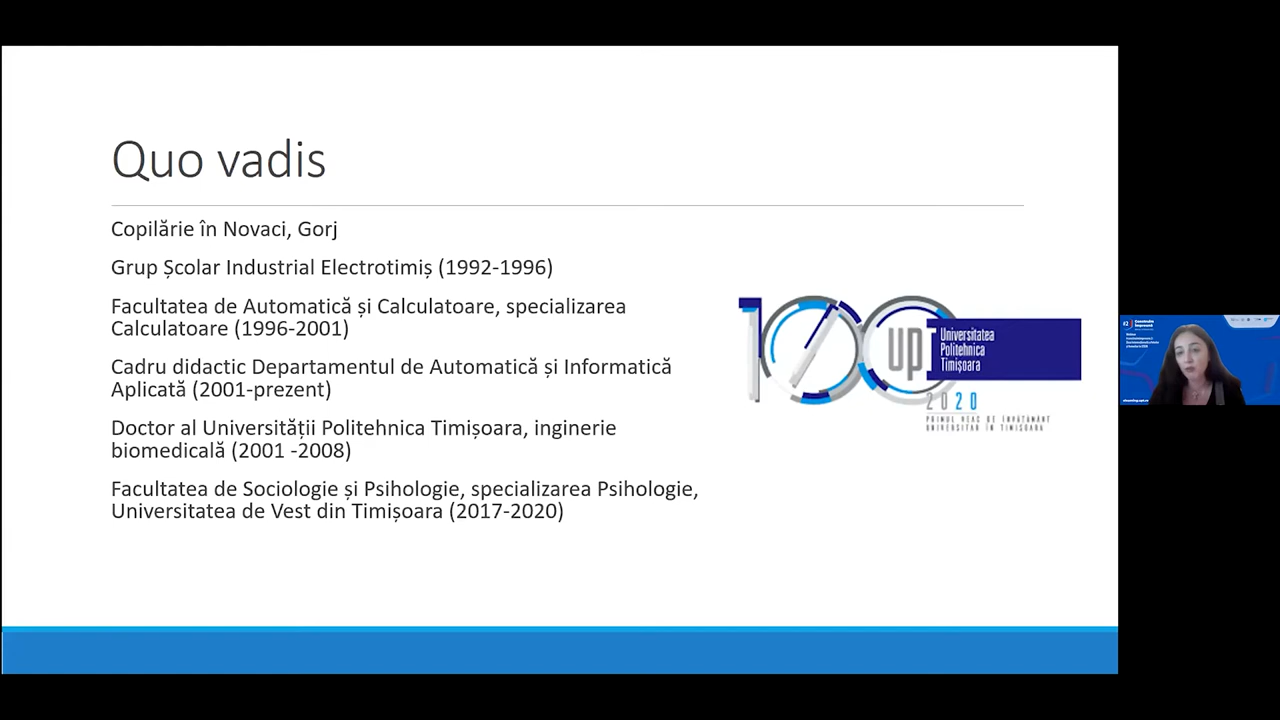 Quo vadis
Copilărie în Novaci, Gorj
Grup Școlar Industrial Electrotimiș (1992-1996)
Facultatea de Automatică și Calculatoare, specializarea
Calculatoare (1996-2001)
Cadru didactic Departamentul de Automatică și Informatică
Aplicată (2001-prezent)
Doctor al Universității Politehnica Timișoara, inginerie
biomedicală (2001 -2008)
Facultatea de Sociologie și Psihologie, specializarea Psihologie,
Universitatea de Vest din Timișoara (2017-2020)
100
upt
Universitatea
Politehnica
Timișoara
2020
PRIMUL VEAC DE ÎNVĂȚĂMÂNT
UNIVERSITAR ÎN TIMIȘOARA
#2
Construim
Împreună